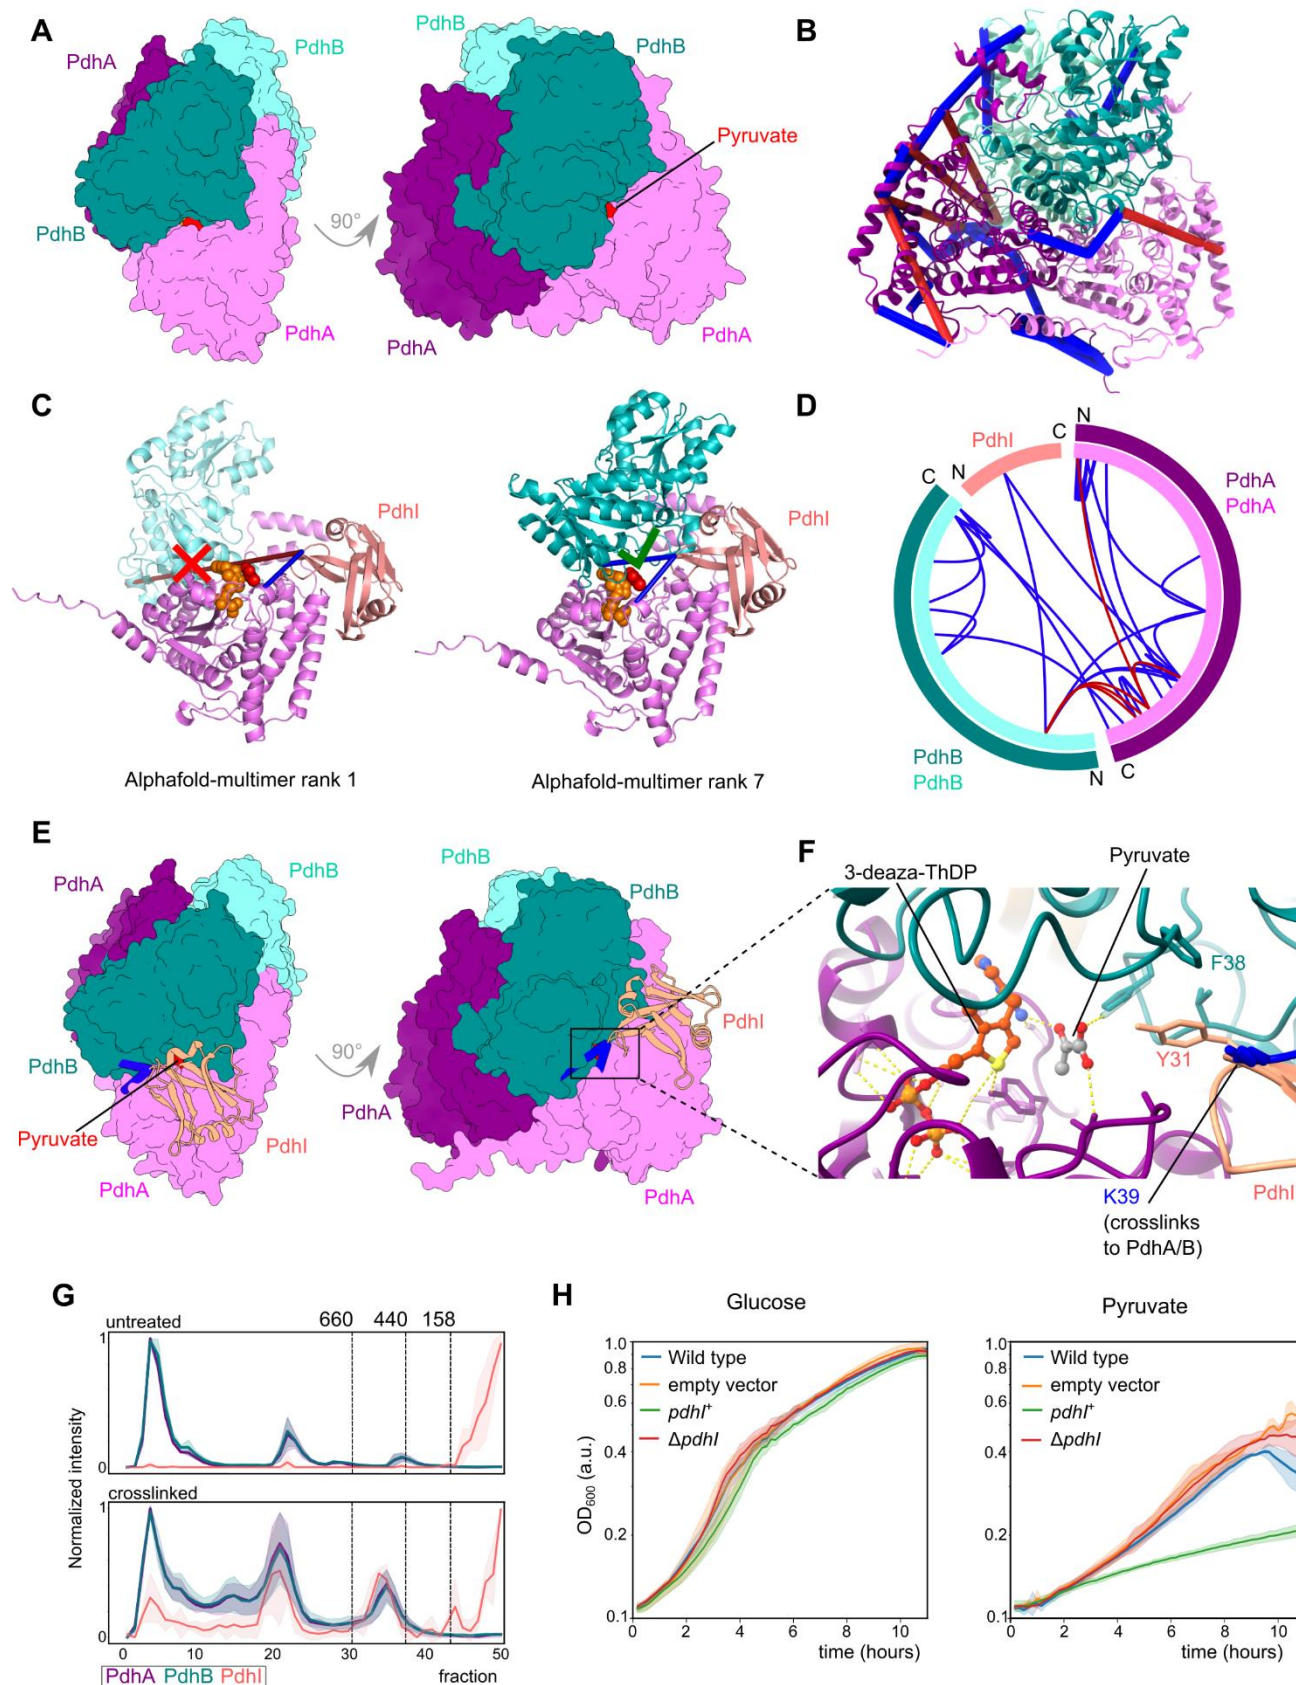 A
PdhA
PdhB
PdhB
PdhA
90°
PdhB
Pyruvate
PdhA
PdhA
B
C
PdhI
Alphafold-multimer rank 1
PdhI
Alphafold-multimer rank 7
D
N
C
PdhI
N
C
PdhA
PdhA
PdhB
PdhB
N
C
E
PdhA
PdhB
PdhB
Pyruvate
PdhI
PdhA
90°
PdhB
PdhI
PdhA
PdhA
F
3-deaza-ThDP
Pyruvate
F38
Y31
K39
(crosslinks
to PdhA/B)
PdhI
G
untreated
660
440
158
1
0
crosslinked
1
0
Normalized intensity
0 10 20 30 40 50
fraction
PdhA PdhB PdhI
H
Glucose
1.0
0.8
0.6
0.4
0.2
0.1
OD600 (a.u.)
Wild type
empty vector
pdhI+
ΔpdhI
0 2 4 6 8 10
time (hours)
Pyruvate
1.0
0.8
0.6
0.4
0.2
0.1
Wild type
empty vector
pdhI+
ΔpdhI
0 2 4 6 8 10
time (hours)